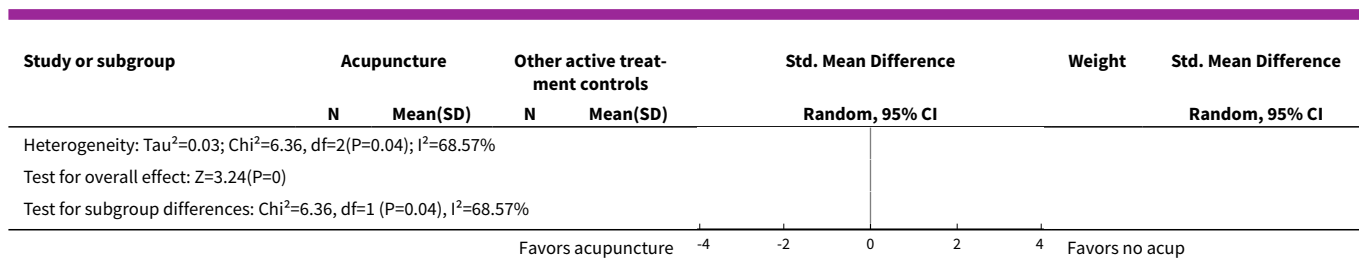 Study or subgroup Acupuncture Other active treat- Std. Mean Difference Weight Std. Mean Difference
ment controls
N Mean(SD) N Mean(SD) Random, 95% CI Random, 95% CI
Heterogeneity: Tau²=0.03; Chi²=6.36, df=2(P=0.04); I²=68.57%
Test for overall effect: Z=3.24(P=0)
Test for subgroup differences: Chi²=6.36, df=1 (P=0.04), I²=68.57%
Favors acupuncture -4 -2 0 2 4 Favors no acup